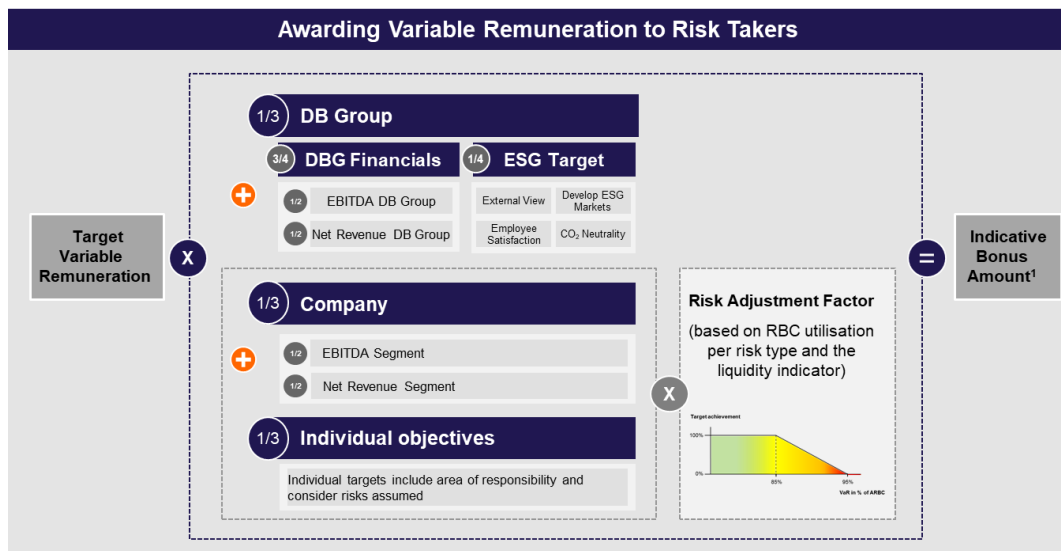 Awarding Variable Remuneration to Risk Takers
1/3 DB Group
3/4 DBG Financials
1/4 ESG Target
1/2 EBITDA DB Group
1/2 Net Revenue DB Group
External View
Develop ESG
Markets
Employee
Satisfaction
CO₂ Neutrality
Target
Variable
Remuneration
X
=
Indicative
Bonus
Amount¹
1/3 Company
1/2 EBITDA Segment
1/2 Net Revenue Segment
1/3 Individual objectives
Individual targets include area of responsibility and
consider risks assumed
X
Risk Adjustment Factor
(based on RBC utilisation
per risk type and the
liquidity indicator)
Target achievement
100%
0%
85%
95%
VaR in % of ARBC